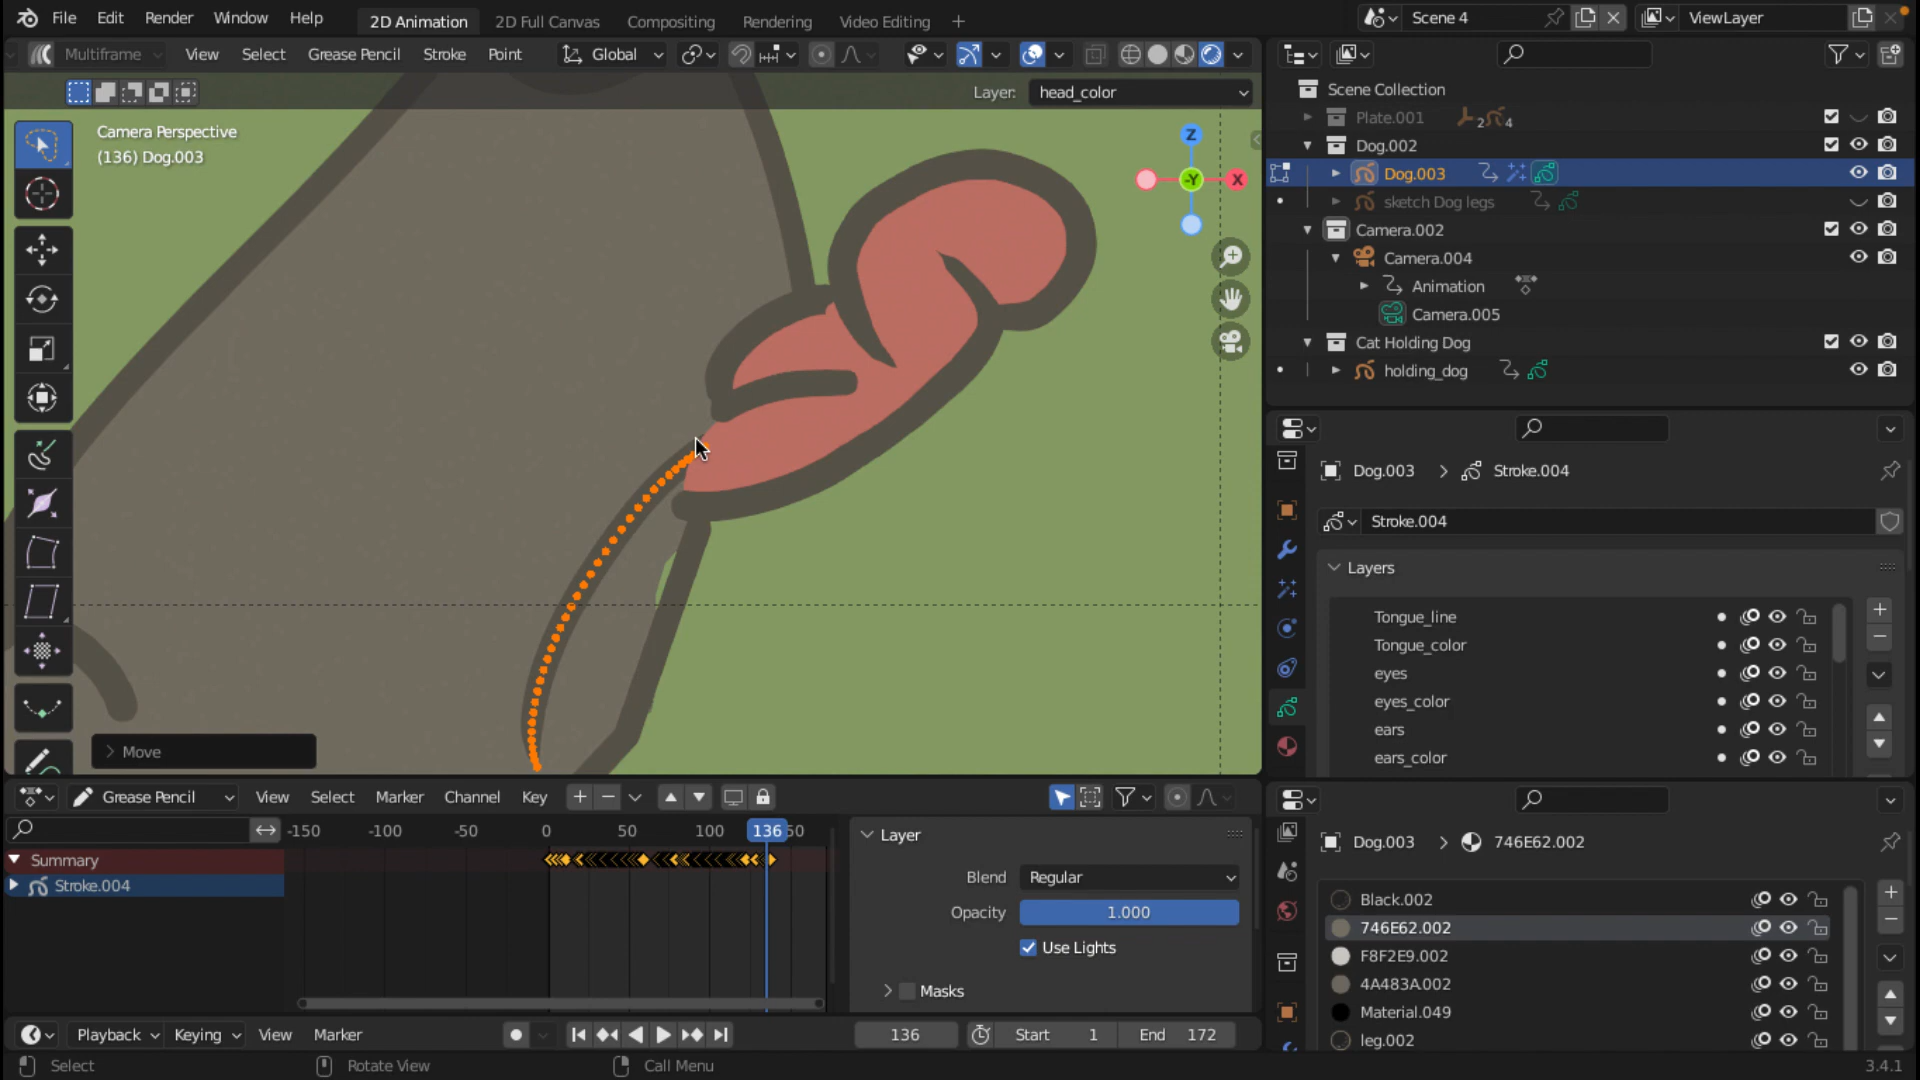 File Edit Render Window Help 2D Animation 2D Full Canvas Compositing Rendering Video Editing + Scene 4 ViewLayer
Multiframe View Select Grease Pencil Stroke Point Global
Layer: head_color
Camera Perspective
(136) Dog.003
Z
-Y
X
Move
Scene Collection
Plate.001 2 4
Dog.002
Dog.003
sketch Dog legs
Camera.002
Camera.004
Animation
Camera.005
Cat Holding Dog
holding_dog
Dog.003 > Stroke.004
Stroke.004
Layers
Tongue_line
Tongue_color
eyes
eyes_color
ears
ears_color
Grease Pencil View Select Marker Channel Key
-150 -100 -50 0 50 100 136 50
Summary
Stroke.004
Layer
Blend Regular
Opacity 1.000
Use Lights
Masks
Dog.003 > 746E62.002
Black.002
746E62.002
F8F2E9.002
4A483A.002
Material.049
leg.002
Playback Keying View Marker 136 Start 1 End 172
Select Rotate View Call Menu 3.4.1